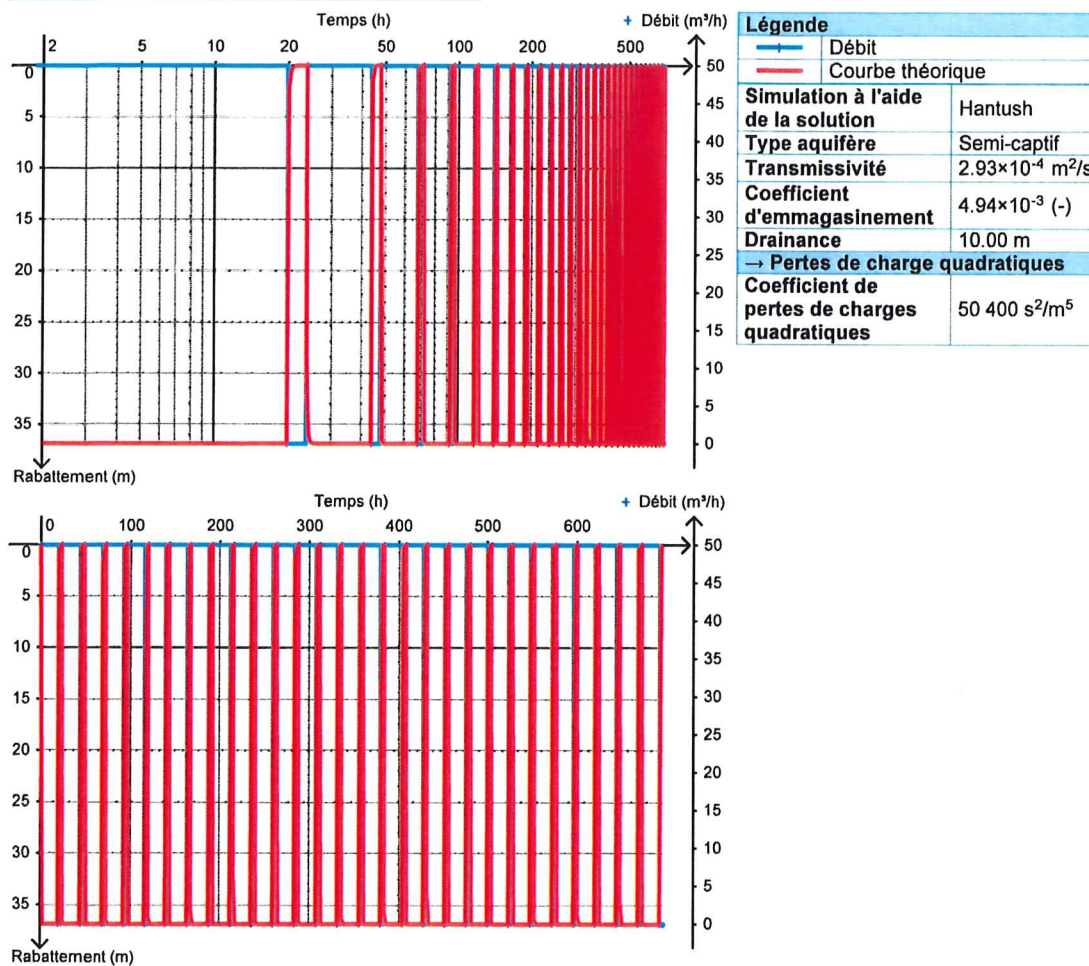 Temps (h)
+ Débit (m³/h)
2 5 10 20 50 100 200 500
0
5
10
15
20
25
30
35
50
45
40
35
30
25
20
15
10
5
0
Rabattement (m)
Légende
Débit
Courbe théorique
Simulation à l'aide
de la solution
Hantush
Type aquifère
Semi-captif
Transmissivité
2.93×10⁻⁴ m²/s
Coefficient
d'emmagasinement
4.94×10⁻³ (-)
Drainance
10.00 m
→ Pertes de charge quadratiques
Coefficient de
pertes de charges
quadratiques
50 400 s²/m⁵
Temps (h)
+ Débit (m³/h)
0 100 200 300 400 500 600
0
5
10
15
20
25
30
35
50
45
40
35
30
25
20
15
10
5
0
Rabattement (m)